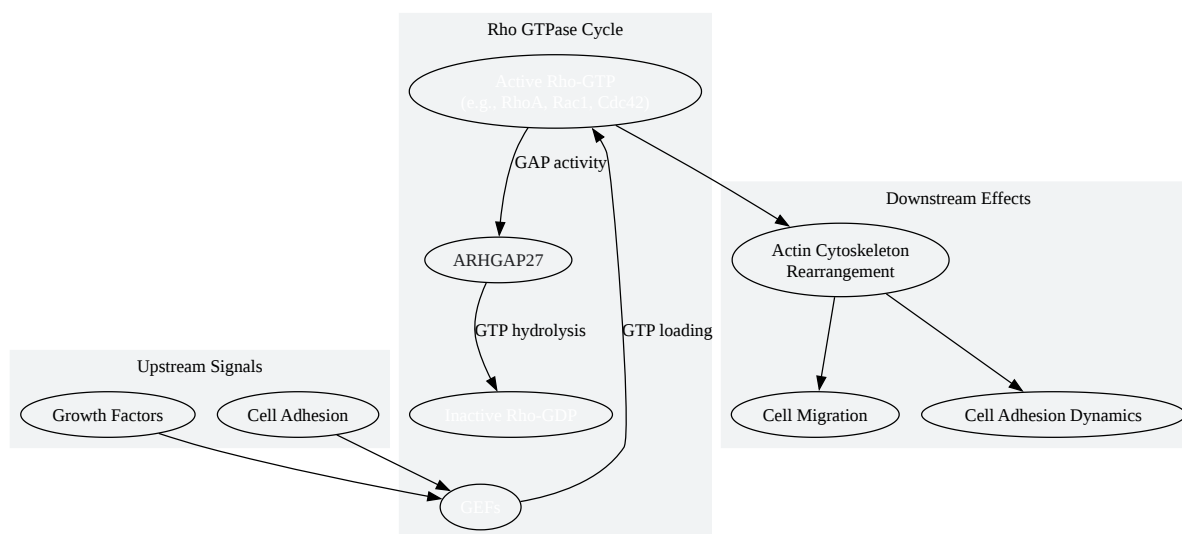 Rho GTPase Cycle
Active Rho-GTP
(e.g., RhoA, Rac1, Cdc42)
GAP activity
Downstream Effects
Actin Cytoskeleton
Rearrangement
ARHGAP27
GTP hydrolysis
GTP loading
Upstream Signals
Growth Factors
Cell Adhesion
Inactive Rho-GDP
Cell Migration
Cell Adhesion Dynamics
GEFs